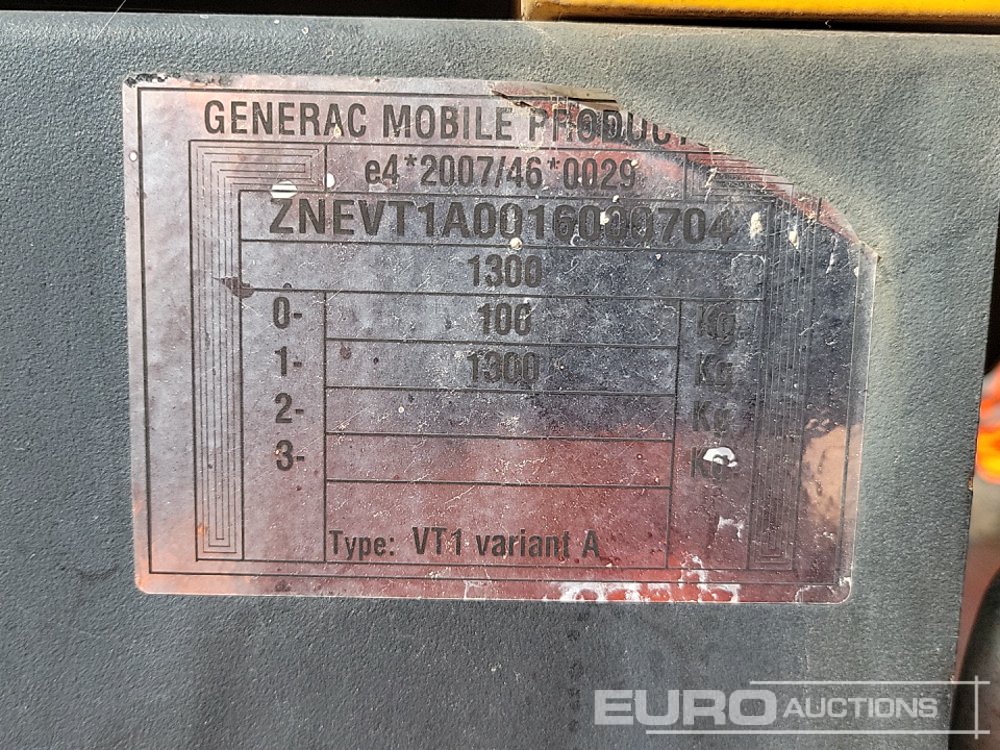 GENERAC MOBILE PRODUCT
e4*2007/46*0029
ZNEVT1A0016000704
1300
0- 100 Kg
1- 1300 Kg
2- Kg
3- Kg
Type: VT1 variant A
EURO AUCTIONS